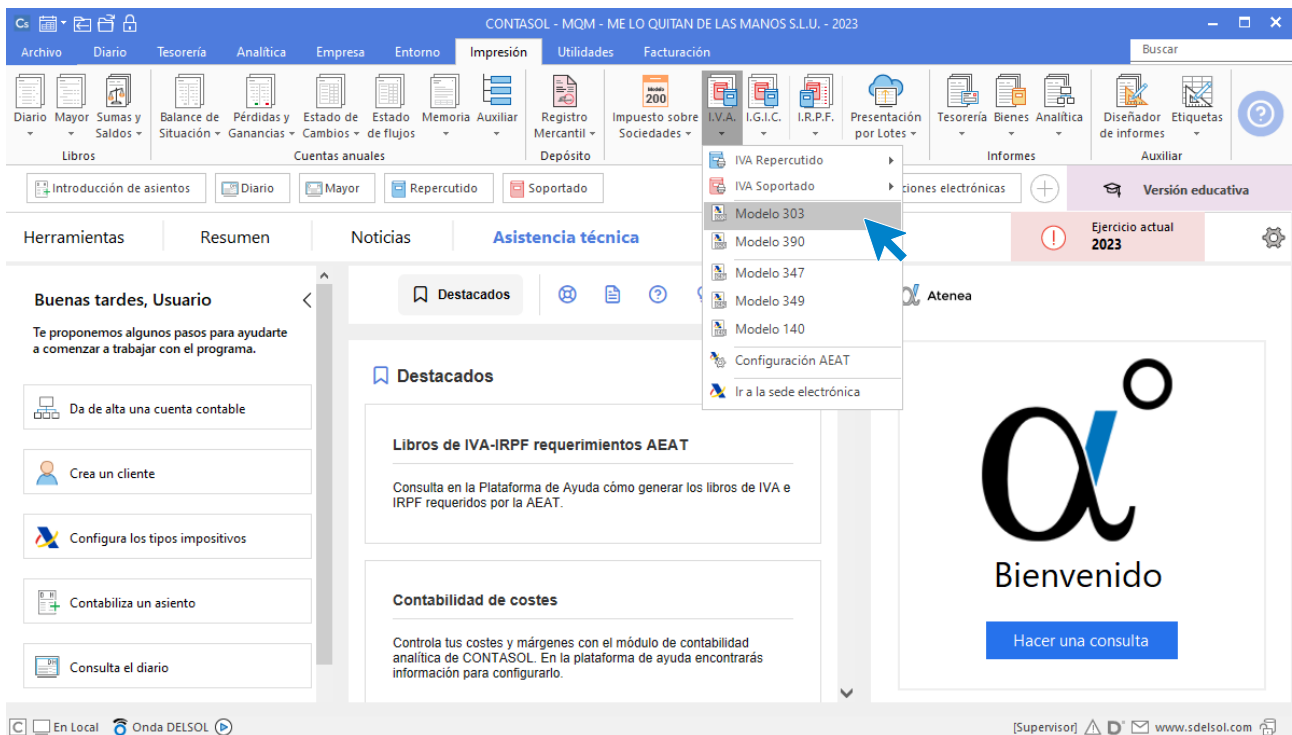 Cs
CONTASOL - MQM - ME LO QUITAN DE LAS MANOS S.L.U. - 2023
Archivo Diario Tesorería Analítica Empresa Entorno Impresión Utilidades Facturación Buscar
Diario Mayor Sumas y Saldos
Balance de Situación Pérdidas y Ganancias Estado de Cambios Estado de flujos Memoria Auxiliar
Registro Mercantil
Modelo
200
Impuesto sobre Sociedades I.V.A. I.G.I.C. I.R.P.F. Presentación por Lotes
Tesorería Bienes Analítica
Diseñador de informes Etiquetas
Libros Cuentas anuales Depósito Informes Auxiliar
Introducción de asientos Diario Mayor Repercutido Soportado ciones electrónicas Versión educativa
IVA Repercutido
IVA Soportado
Modelo 303
Modelo 390
Modelo 347
Modelo 349
Modelo 140
Configuración AEAT
Ir a la sede electrónica
Herramientas Resumen Noticias Asistencia técnica
Ejercicio actual
2023
Buenas tardes, Usuario
Te proponemos algunos pasos para ayudarte
a comenzar a trabajar con el programa.
Da de alta una cuenta contable
Crea un cliente
Configura los tipos impositivos
Contabiliza un asiento
Consulta el diario
Destacados
Destacados
Libros de IVA-IRPF requerimientos AEAT
Consulta en la Plataforma de Ayuda cómo generar los libros de IVA e
IRPF requeridos por la AEAT.
Contabilidad de costes
Controla tus costes y márgenes con el módulo de contabilidad
analítica de CONTASOL. En la plataforma de ayuda encontrarás
información para configurarlo.
Atenea
Bienvenido
Hacer una consulta
C En Local Onda DELSOL [Supervisor] D www.sdelsol.com